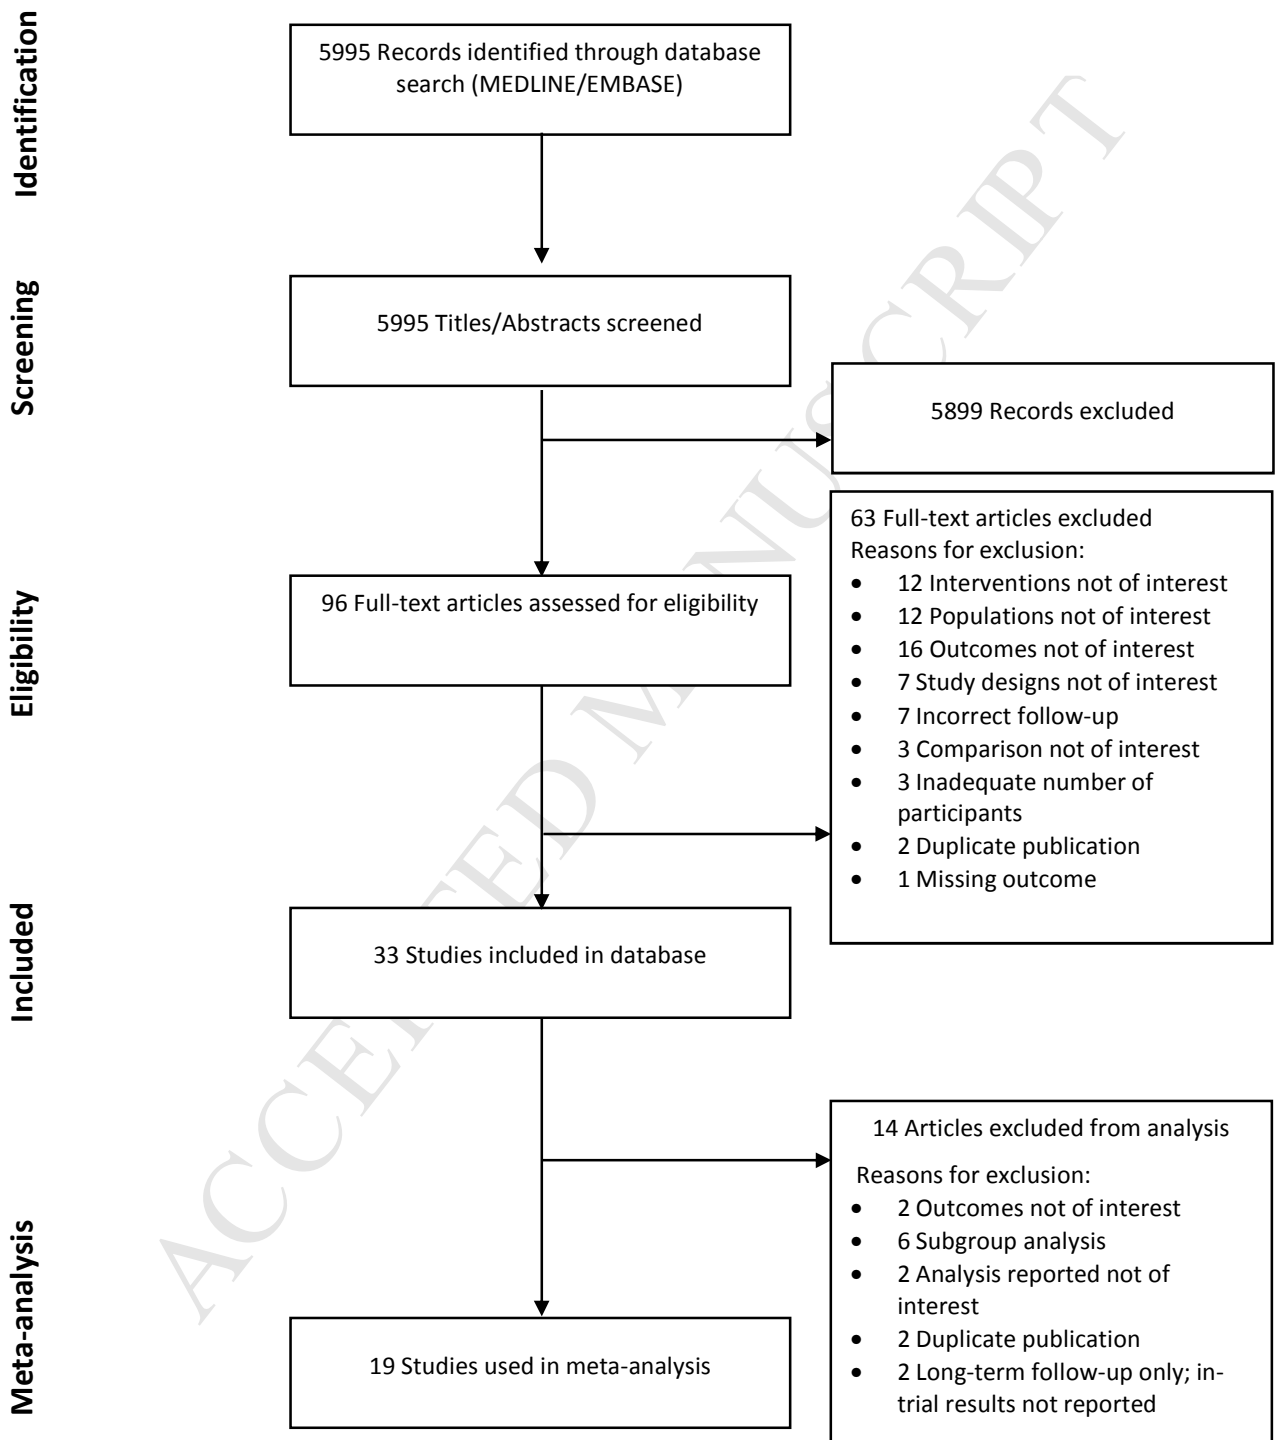 Identification
5995 Records identified through database
search (MEDLINE/EMBASE)
Screening
5995 Titles/Abstracts screened
5899 Records excluded
Eligibility
96 Full-text articles assessed for eligibility
63 Full-text articles excluded
Reasons for exclusion:
• 12 Interventions not of interest
• 12 Populations not of interest
• 16 Outcomes not of interest
• 7 Study designs not of interest
• 7 Incorrect follow-up
• 3 Comparison not of interest
• 3 Inadequate number of
participants
• 2 Duplicate publication
• 1 Missing outcome
Included
33 Studies included in database
14 Articles excluded from analysis
Reasons for exclusion:
• 2 Outcomes not of interest
• 6 Subgroup analysis
• 2 Analysis reported not of
interest
• 2 Duplicate publication
• 2 Long-term follow-up only; in-
trial results not reported
Meta-analysis
19 Studies used in meta-analysis
ACCEPTED MANUSCRIPT